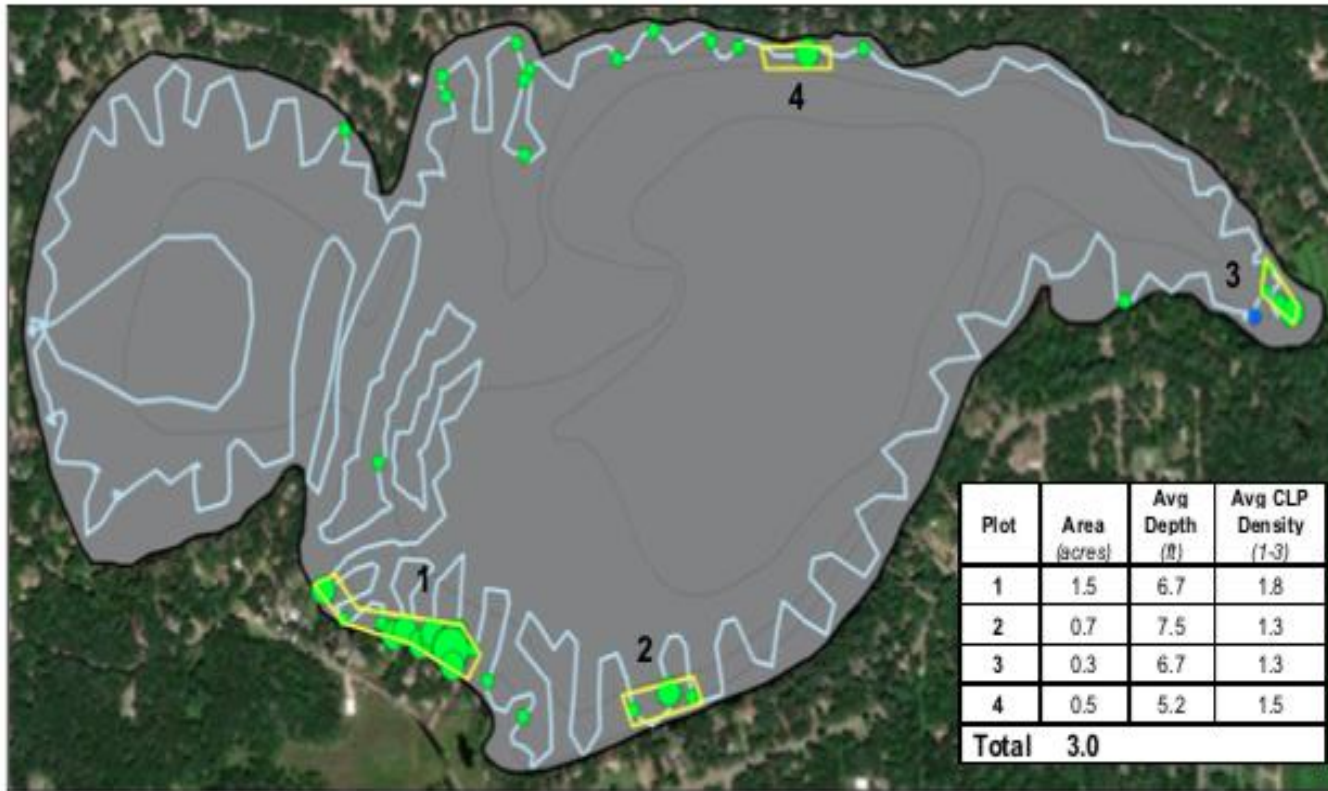 4
3
1
2
Plot Area (acres) Avg Depth (ft) Avg CLP Density (1-3)
1 1.5 6.7 1.8
2 0.7 7.5 1.3
3 0.3 6.7 1.3
4 0.5 5.2 1.5
Total 3.0